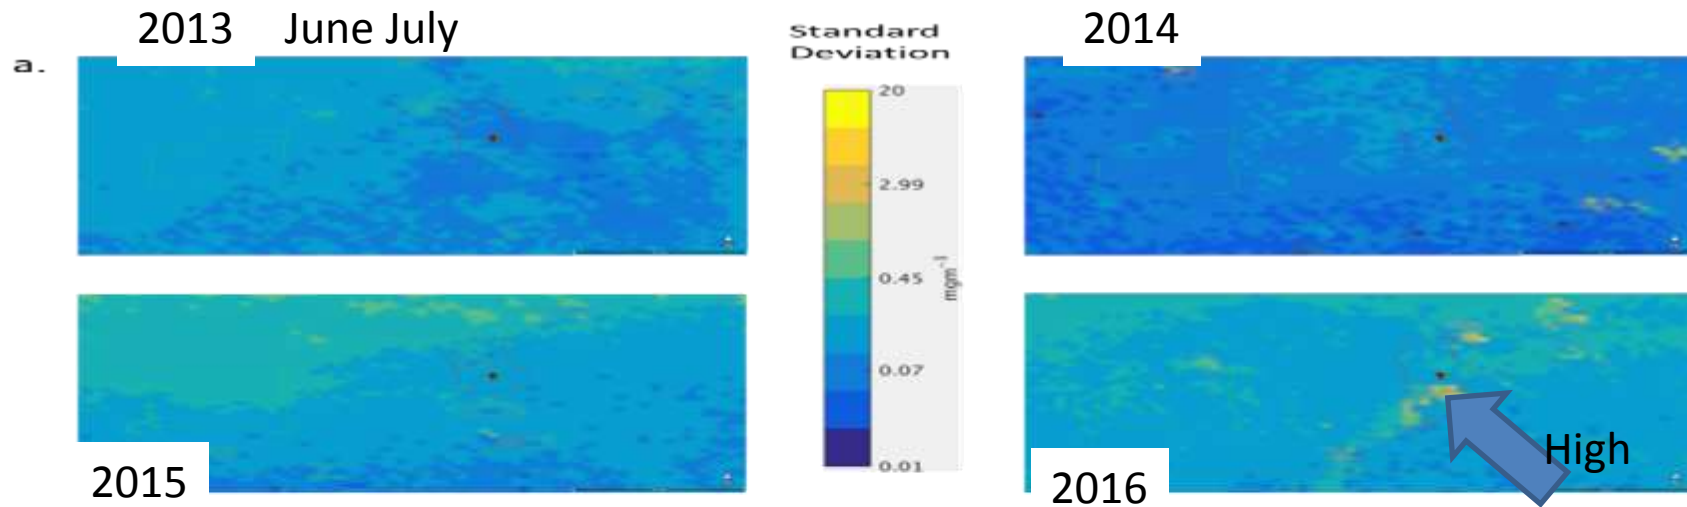 2013 June July
a.
Standard
Deviation
20
2.99
0.45
0.07
0.01
mgm⁻¹
2014
2015
2016
High